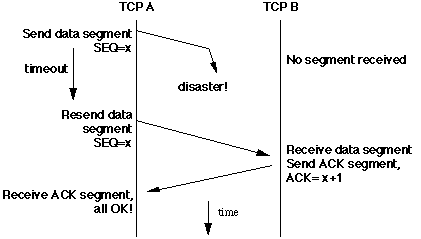 TCP A
TCP B
Send data segment
SEQ=x
No segment received
timeout
disaster!
Resend data
segment
SEQ=x
Receive data segment
Send ACK segment,
ACK= x+1
Receive ACK segment,
all OK!
time